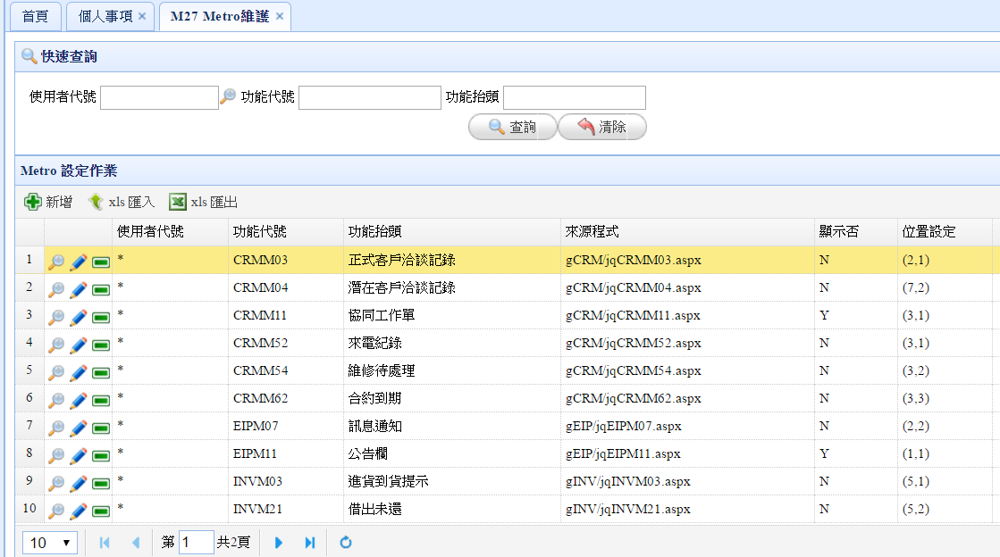 首頁 個人事項 × M27 Metro維護 ×
快速查詢
使用者代號 功能代號 功能抬頭
查詢 清除
Metro 設定作業
新增 xls 匯入 xls 匯出
使用者代號 功能代號 功能抬頭 來源程式 顯示否 位置設定
1 * CRMM03 正式客戶洽談記錄 gCRM/jqCRMM03.aspx N (2,1)
2 * CRMM04 潛在客戶洽談記錄 gCRM/jqCRMM04.aspx N (7,2)
3 * CRMM11 協同工作單 gCRM/jqCRMM11.aspx Y (3,1)
4 * CRMM52 來電紀錄 gCRM/jqCRMM52.aspx N (3,1)
5 * CRMM54 維修待處理 gCRM/jqCRMM54.aspx N (3,2)
6 * CRMM62 合約到期 gCRM/jqCRMM62.aspx N (3,3)
7 * EIPM07 訊息通知 gEIP/jqEIPM07.aspx N (2,2)
8 * EIPM11 公告欄 gEIP/jqEIPM11.aspx Y (1,1)
9 * INVM03 進貨到貨提示 gINV/jqINVM03.aspx N (5,1)
10 * INVM21 借出未還 gINV/jqINVM21.aspx N (5,2)
10 第 1 共2頁